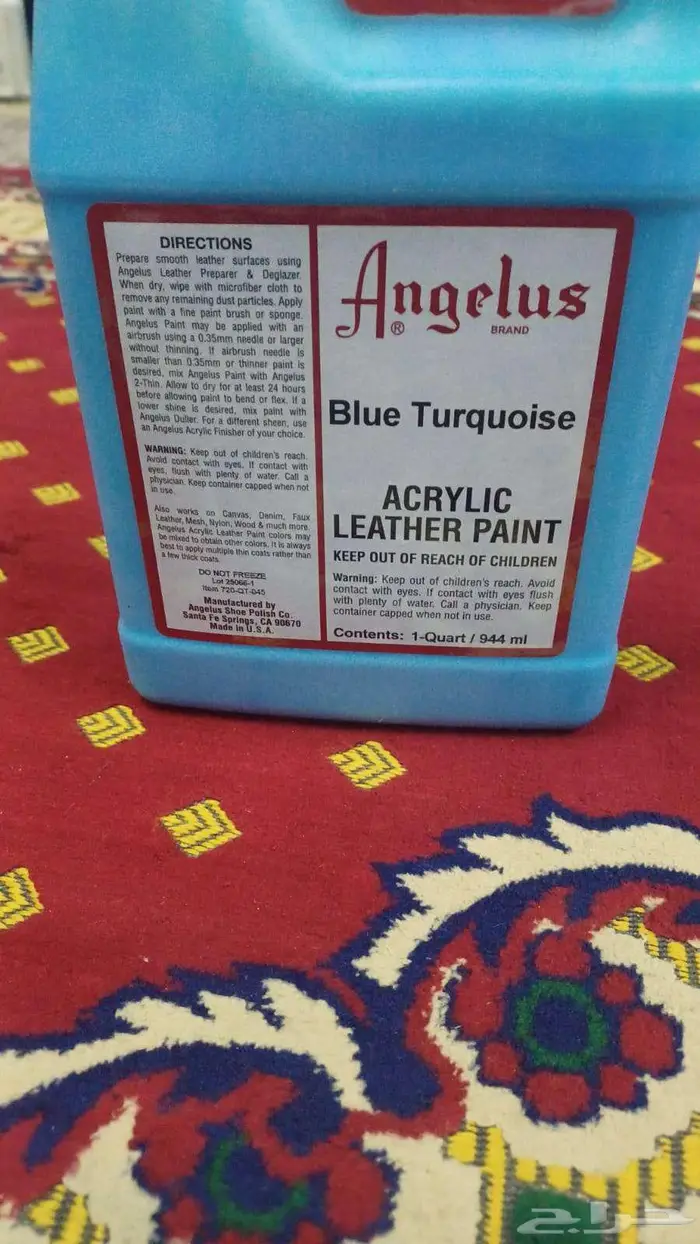 DIRECTIONS
Prepare smooth leather surfaces using
Angelus Leather Preparer & Deglazer.
When dry, wipe with microfiber cloth to
remove any remaining dust particles. Apply
paint with a fine paint brush or sponge.
Angelus Paint may be applied with an
airbrush using a 0.35mm needle or larger
without thinning. If airbrush needle is
smaller than 0.35mm or thinner paint is
desired, mix Angelus Paint with Angelus
2-Thin. Allow to dry for at least 24 hours
before allowing paint to bend or flex. If a
lower shine is desired, mix paint with
Angelus Duller. For a different sheen, use
an Angelus Acrylic Finisher of your choice.
WARNING: Keep out of children's reach.
Avoid contact with eyes. If contact with
eyes, flush with plenty of water. Call a
physician. Keep container capped when not
in use.
Also works on Canvas, Denim, Faux
Leather, Mesh, Nylon, Wood & much more.
Angelus Acrylic Leather Paint colors may
be mixed to obtain other colors. It is always
best to apply multiple thin coats rather than
a few thick coats.
DO NOT FREEZE
Lot 25066-1
Item 720-QT-045
Manufactured by
Angelus Shoe Polish Co.
Santa Fe Springs, CA 90670
Made in U.S.A.
Angelus®
BRAND
Blue Turquoise
ACRYLIC
LEATHER PAINT
KEEP OUT OF REACH OF CHILDREN
Warning: Keep out of children's reach. Avoid
contact with eyes. If contact with eyes flush
with plenty of water. Call a physician. Keep
container capped when not in use.
Contents: 1-Quart / 944 ml
حراج